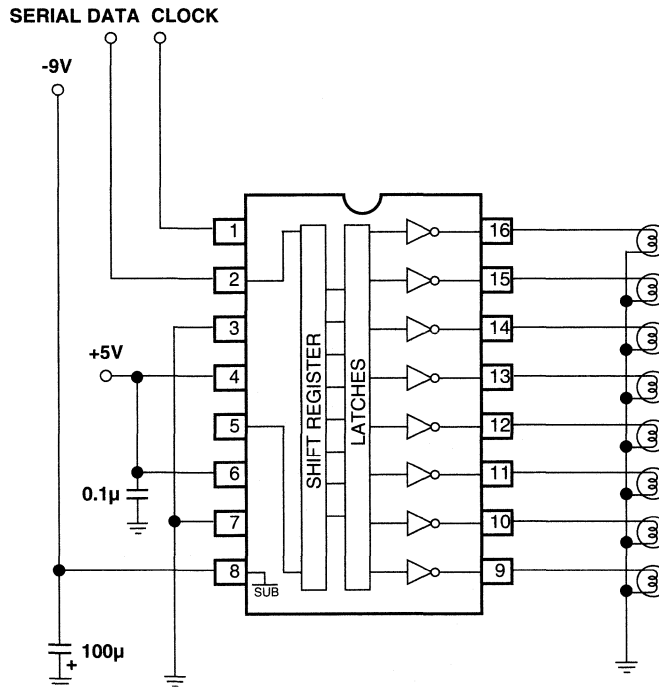 SERIAL DATA CLOCK
-9V
1 16
2 15
3 14
+5V
4 13
5 12
6 11
0.1µ
7 10
8 9
SUB
SHIFT REGISTER
LATCHES
100µ
+